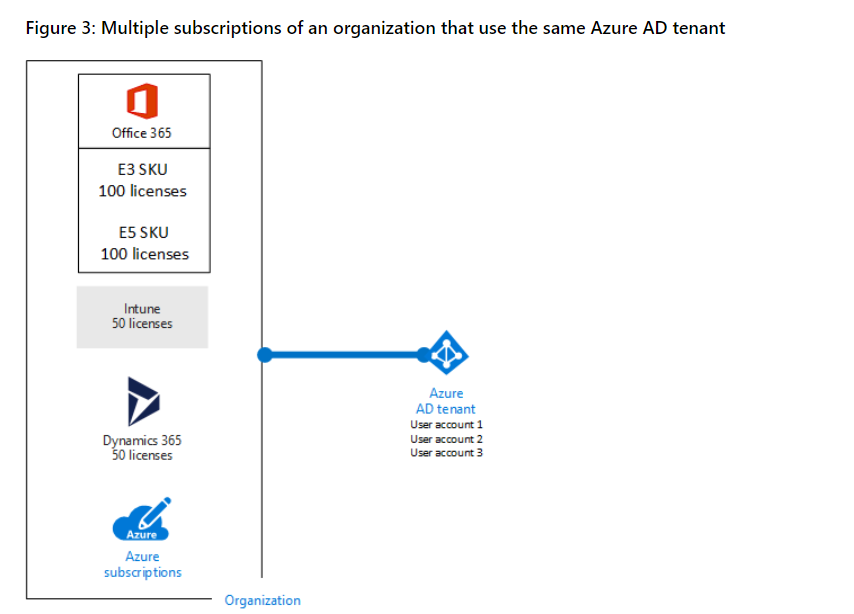 Figure 3: Multiple subscriptions of an organization that use the same Azure AD tenant
Office 365
E3 SKU
100 licenses
E5 SKU
100 licenses
Intune
50 licenses
Dynamics 365
50 licenses
Azure
Azure
subscriptions
Organization
Azure
AD tenant
User account 1
User account 2
User account 3